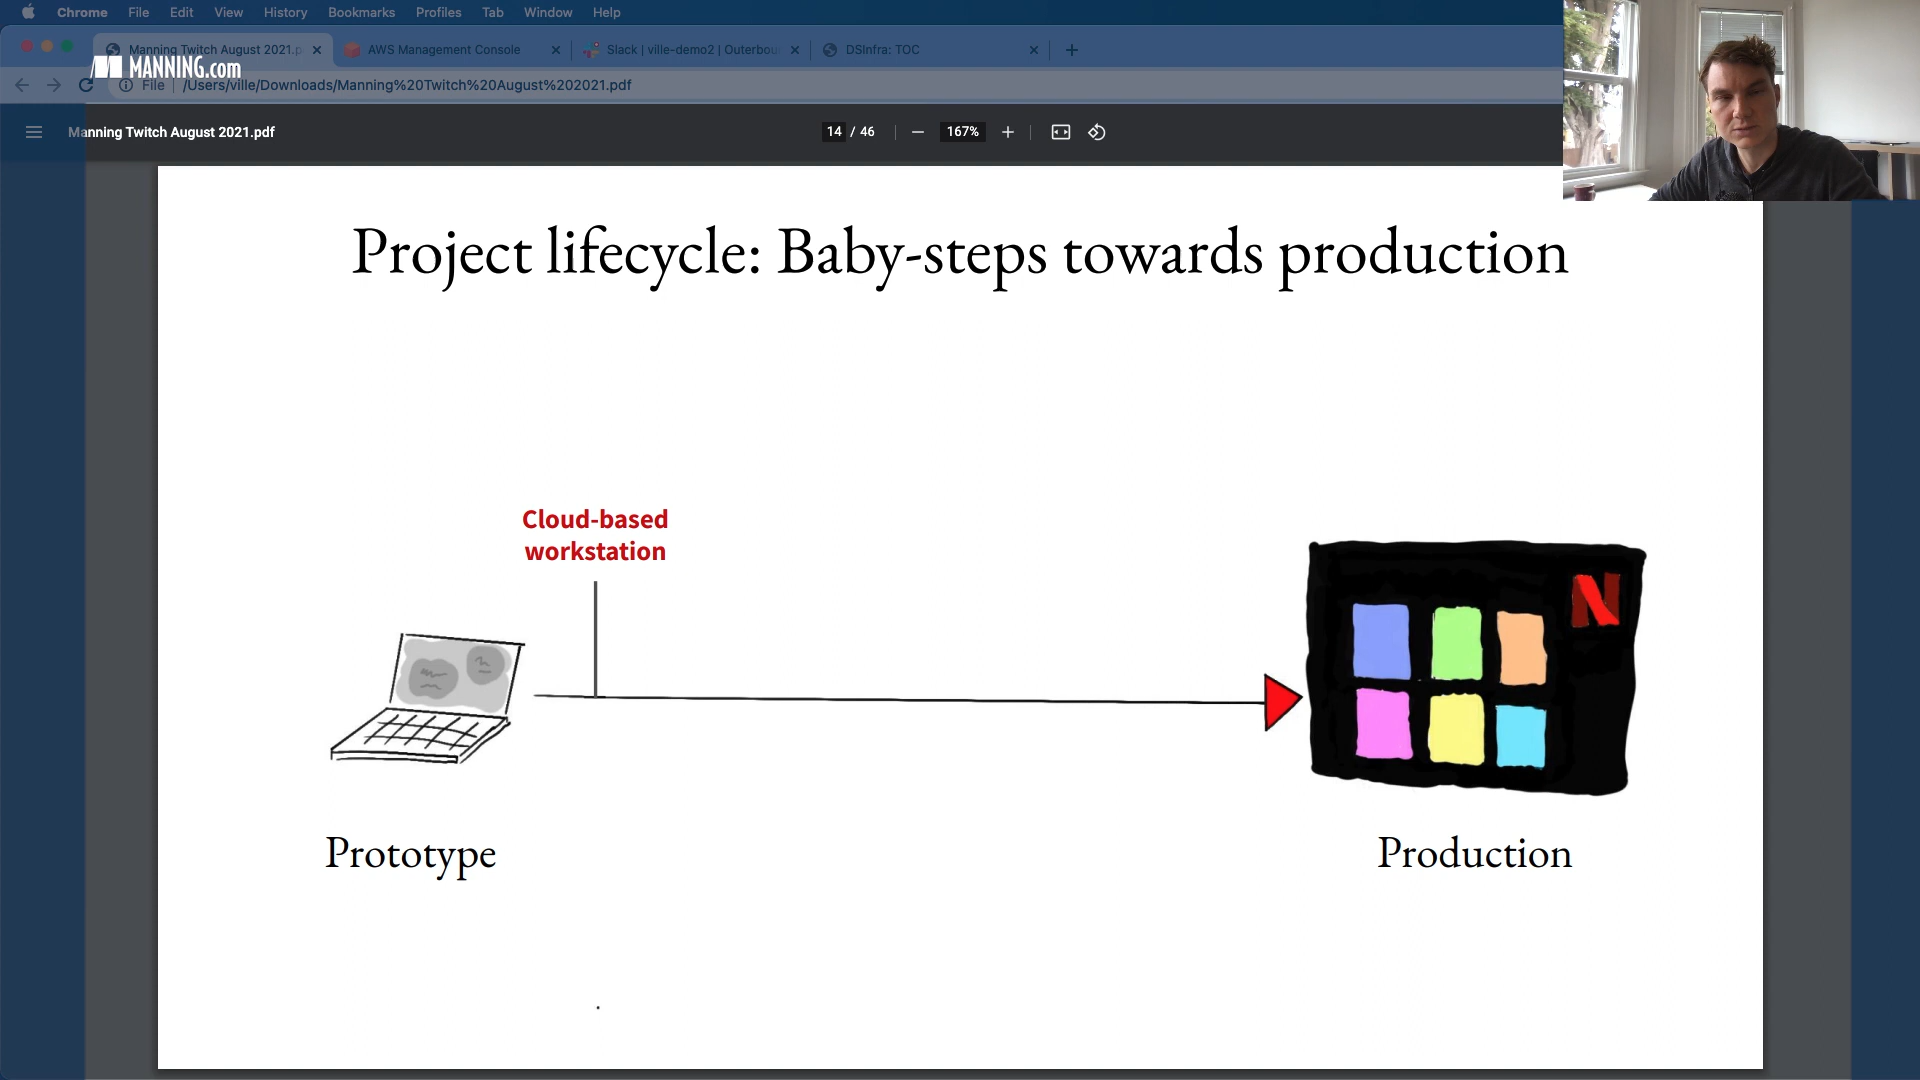 Chrome File Edit View History Bookmarks Profiles Tab Window Help
Manning Twitch August 2021.p
AWS Management Console
Slack | ville-demo2 | Outerbou
DSInfra: TOC
MANNING.com
File /Users/ville/Downloads/Manning%20Twitch%20August%202021.pdf
Manning Twitch August 2021.pdf
14 / 46
167%
Project lifecycle: Baby-steps towards production
Cloud-based
workstation
N
Prototype
Production